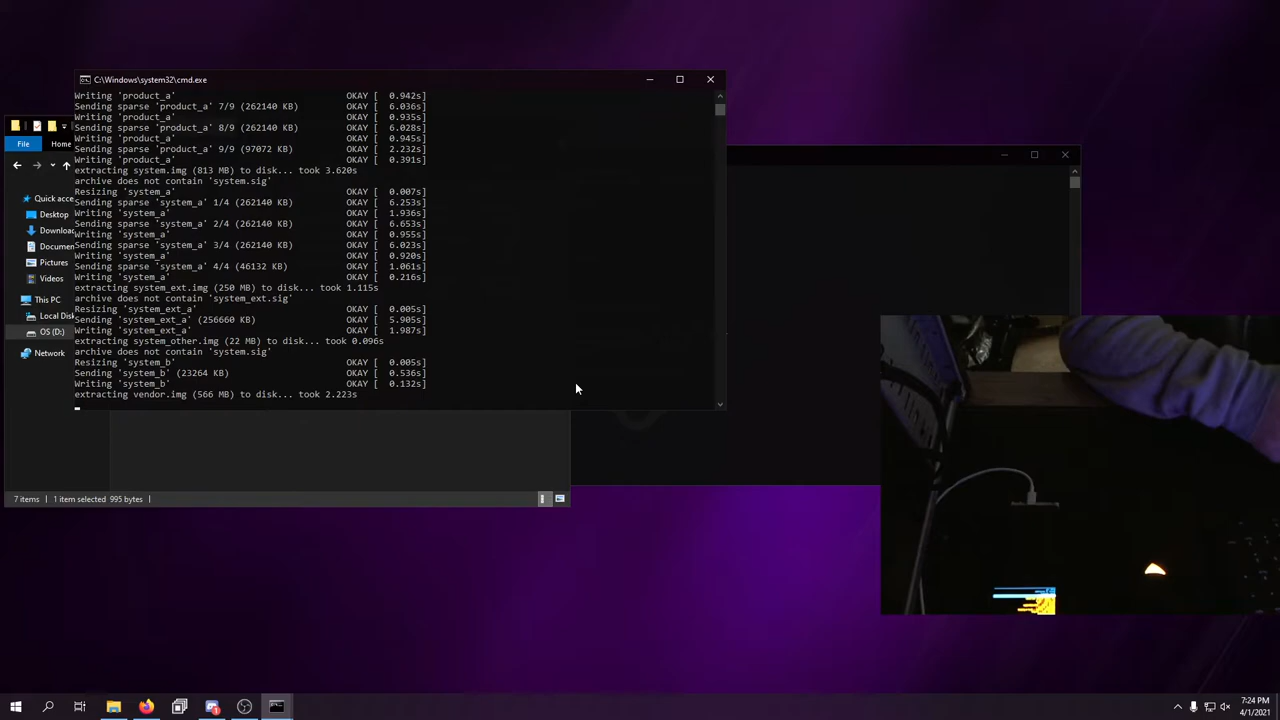 C:\Windows\system32\cmd.exe
Writing 'product_a' OKAY [ 0.942s]
Sending sparse 'product_a' 7/9 (262140 KB) OKAY [ 6.036s]
Writing 'product_a' OKAY [ 0.935s]
Sending sparse 'product_a' 8/9 (262140 KB) OKAY [ 6.028s]
Writing 'product_a' OKAY [ 0.945s]
Sending sparse 'product_a' 9/9 (97072 KB) OKAY [ 2.232s]
Writing 'product_a' OKAY [ 0.391s]
extracting system.img (813 MB) to disk... took 3.620s
archive does not contain 'system.sig'
Resizing 'system_a' OKAY [ 0.007s]
Sending sparse 'system_a' 1/4 (262140 KB) OKAY [ 6.253s]
Writing 'system_a' OKAY [ 1.936s]
Sending sparse 'system_a' 2/4 (262140 KB) OKAY [ 6.653s]
Writing 'system_a' OKAY [ 0.955s]
Sending sparse 'system_a' 3/4 (262140 KB) OKAY [ 6.023s]
Writing 'system_a' OKAY [ 0.920s]
Sending sparse 'system_a' 4/4 (46132 KB) OKAY [ 1.061s]
Writing 'system_a' OKAY [ 0.216s]
extracting system_ext.img (250 MB) to disk... took 1.115s
archive does not contain 'system_ext.sig'
Resizing 'system_ext_a' OKAY [ 0.005s]
Sending 'system_ext_a' (256660 KB) OKAY [ 5.905s]
Writing 'system_ext_a' OKAY [ 1.987s]
extracting system_other.img (22 MB) to disk... took 0.096s
archive does not contain 'system.sig'
Resizing 'system_b' OKAY [ 0.005s]
Sending 'system_b' (23264 KB) OKAY [ 0.536s]
Writing 'system_b' OKAY [ 0.132s]
extracting vendor.img (566 MB) to disk... took 2.223s
File Home
Quick acce
Desktop
Downloac
Documen
Pictures
Videos
This PC
Local Disk
OS (D:)
Network
7 items 1 item selected 995 bytes
7:24 PM
4/1/2021